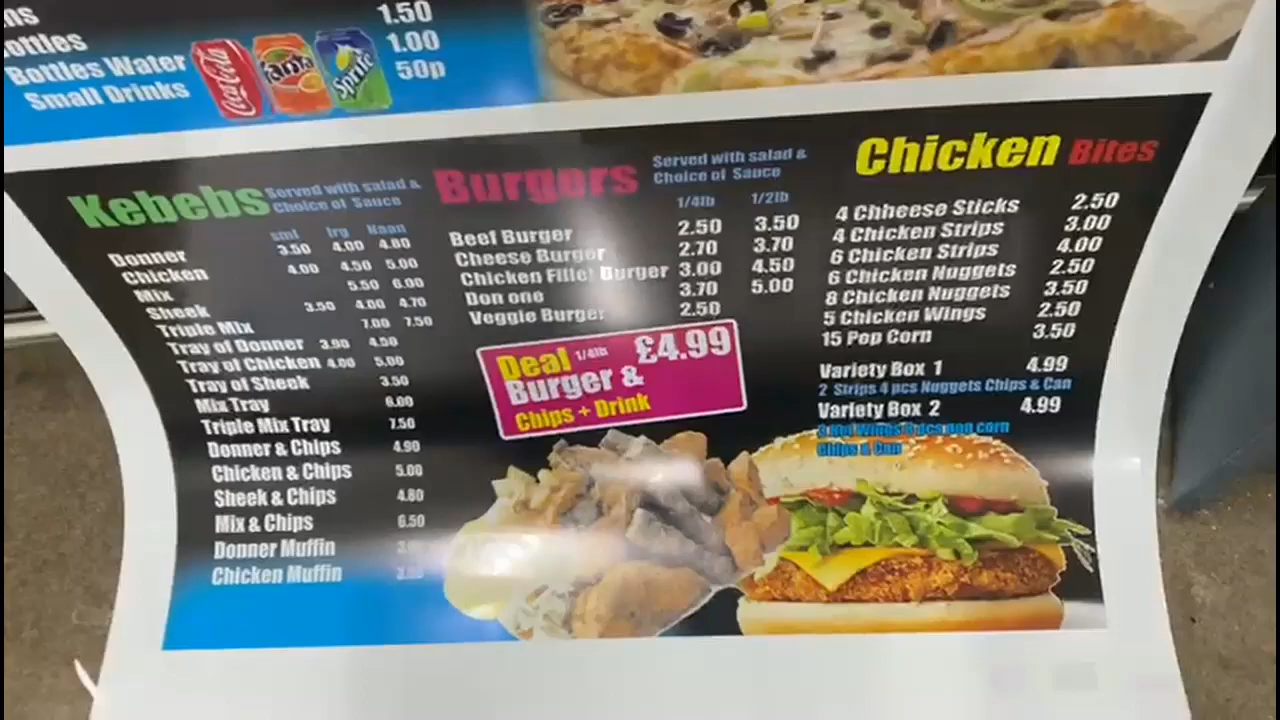 1.50
ottles 1.00
Bottles Water 50p
Small Drinks
Coca-Cola
Fanta
Sprite
Kebebs Served with salad &
Choice of Sauce
sml lrg Naan
Donner 3.50 4.00 4.80
Chicken 4.00 4.50 5.00
Mix 5.50 6.00
Sheek 3.50 4.00 4.70
Triple Mix 7.00 7.50
Tray of Donner 3.90 4.50
Tray of Chicken 4.00 5.00
Tray of Sheek 3.50
Mix Tray 6.00
Triple Mix Tray 7.50
Donner & Chips 4.90
Chicken & Chips 5.00
Sheek & Chips 4.80
Mix & Chips 6.50
Donner Muffin
Chicken Muffin
Burgers Served with salad &
Choice of Sauce
1/4lb 1/2lb
Beef Burger 2.50 3.50
Cheese Burger 2.70 3.70
Chicken Fillet Burger 3.00 4.50
Don one 3.70 5.00
Veggie Burger 2.50
Deal 1/4lb £4.99
Burger &
Chips + Drink
Chicken Bites
4 Chheese Sticks 2.50
4 Chicken Strips 3.00
6 Chicken Strips 4.00
6 Chicken Nuggets 2.50
8 Chicken Nuggets 3.50
5 Chicken Wings 2.50
15 Pop Corn 3.50
Variety Box 1 4.99
2 Strips 4 pcs Nuggets Chips & Can
Variety Box 2 4.99
Hot Wings pcs pop corn
Chips & Can